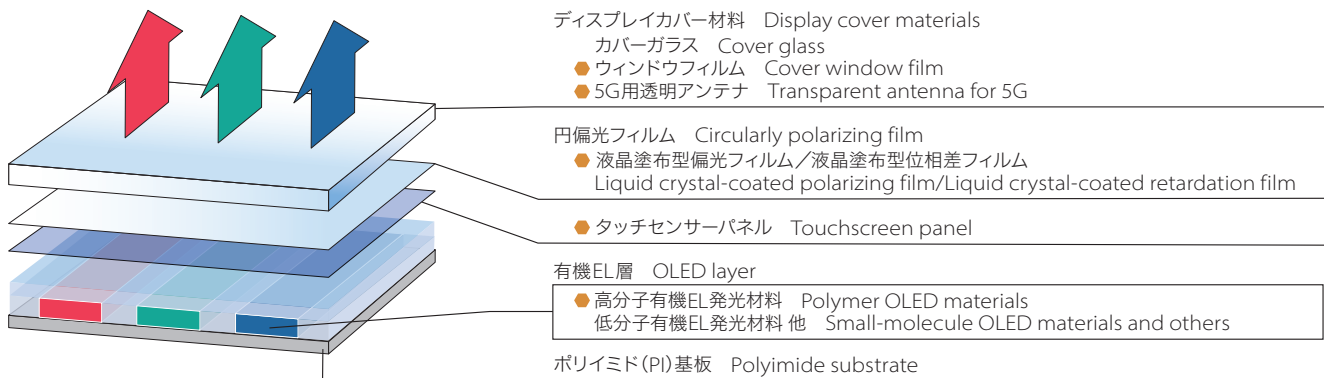 ディスプレイカバー材料 Display cover materials
カバーガラス Cover glass
ウィンドウフィルム Cover window film
5G用透明アンテナ Transparent antenna for 5G
円偏光フィルム Circularly polarizing film
液晶塗布型偏光フィルム／液晶塗布型位相差フィルム
Liquid crystal-coated polarizing film/Liquid crystal-coated retardation film
タッチセンサーパネル Touchscreen panel
有機EL層 OLED layer
高分子有機EL発光材料 Polymer OLED materials
低分子有機EL発光材料 他 Small-molecule OLED materials and others
ポリイミド（PI）基板 Polyimide substrate